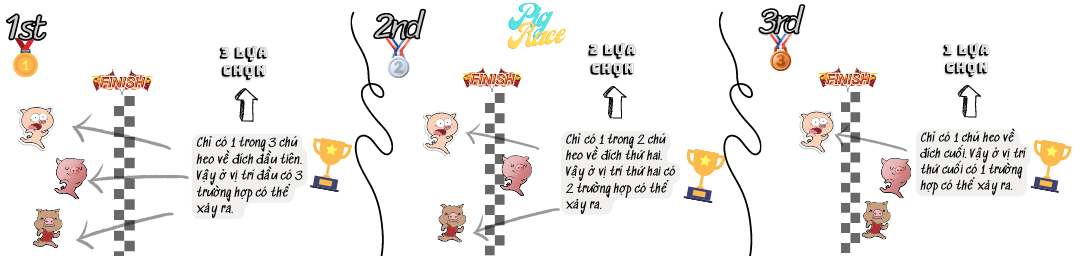 1st
1
3 LỰA
CHỌN
FINISH
Chỉ có 1 trong 3 chú
heo về đích đầu tiên.
Vậy ở vị trí đầu có 3
trường hợp có thể
xảy ra.
2nd
2
Pig
Race
2 LỰA
CHỌN
FINISH
Chỉ có 1 trong 2 chú
heo về đích thứ hai.
Vậy ở vị trí thứ hai có
2 trường hợp có thể
xảy ra.
3rd
3
1 LỰA
CHỌN
FINISH
Chỉ có 1 chú heo về
đích cuối. Vậy ở vị trí
thứ cuối có 1 trường
hợp có thể xảy ra.